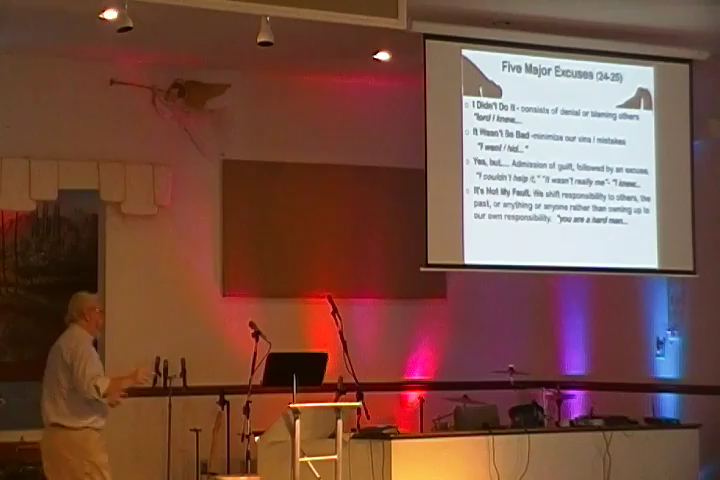 Five Major Excuses (24-25)
I Didn't Do It - consists of denial or blaming others
"lord I knew...
It Wasn't So Bad -minimize our sins / mistakes
"I went / hid..."
Yes, but.... Admission of guilt, followed by an excuse.
"I couldn't help it," "it wasn't really me"- "I knew...
It's Not My Fault. We shift responsibility to others, the
past, or anything or anyone rather than owning up to
our own responsibility. "you are a hard man...